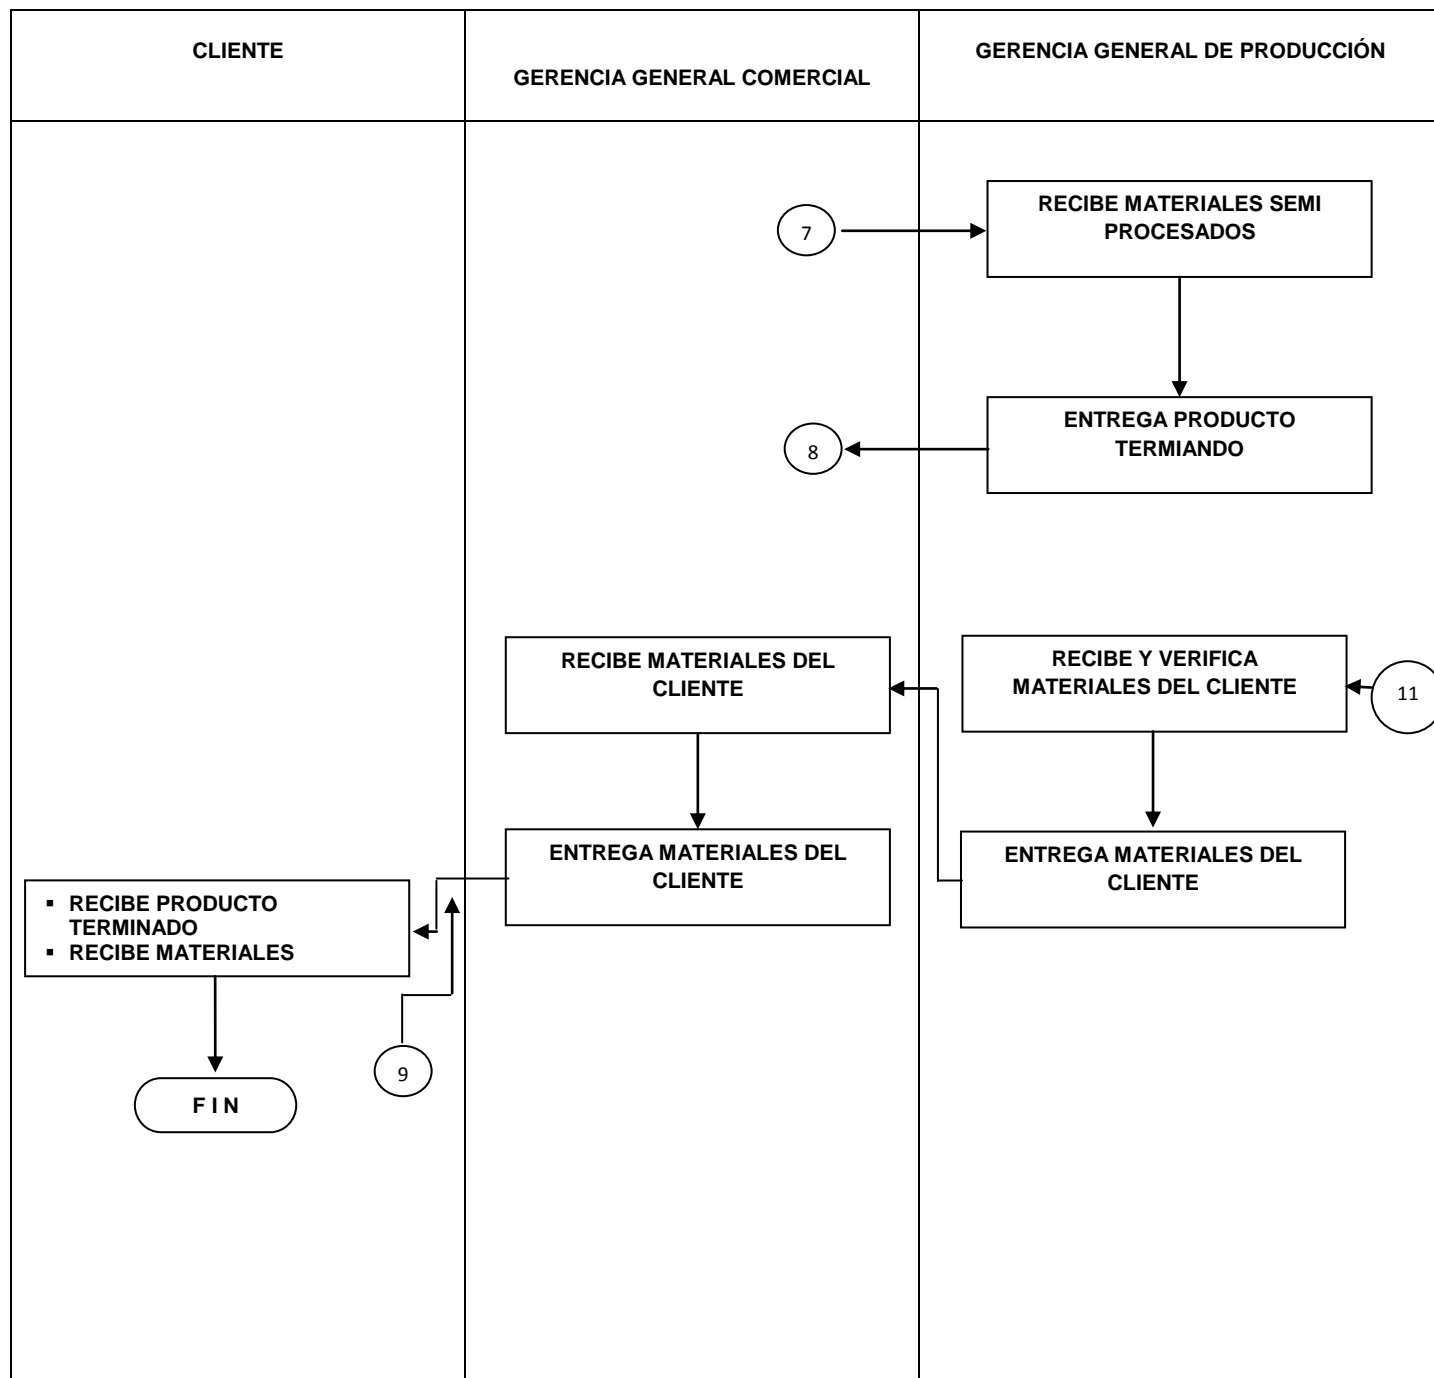 CLIENTE
GERENCIA GENERAL COMERCIAL
GERENCIA GENERAL DE PRODUCCIÓN
7
RECIBE MATERIALES SEMI
PROCESADOS
8
ENTREGA PRODUCTO
TERMIANDO
RECIBE MATERIALES DEL
CLIENTE
RECIBE Y VERIFICA
MATERIALES DEL CLIENTE
11
ENTREGA MATERIALES DEL
CLIENTE
ENTREGA MATERIALES DEL
CLIENTE
▪ RECIBE PRODUCTO
TERMINADO
▪ RECIBE MATERIALES
9
F I N